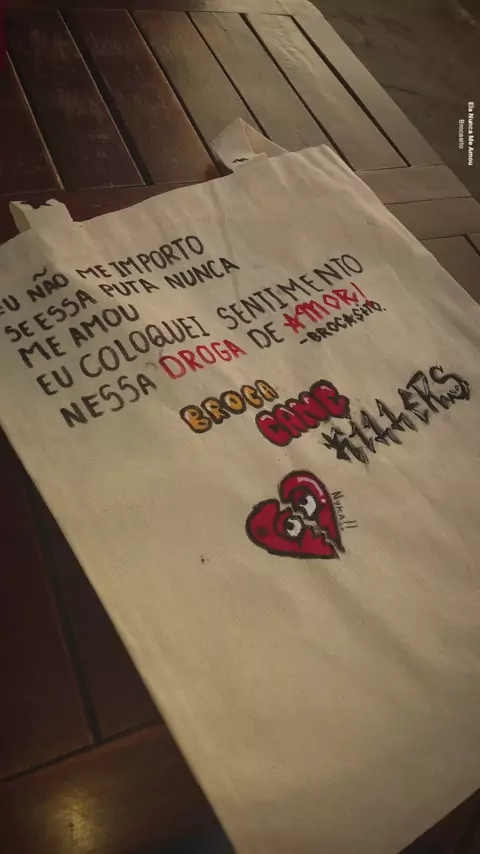 EU NÃO ME IMPORTO
SE ESSA PUTA NUNCA
ME AMOU
EU COLOQUEI SENTIMENTO
NESSA DROGA DE AMOR!
-BROCASITO.
BROCA
GANG
KILLERS
NYKA!!
Ela Nunca Me Amou
Brocasito